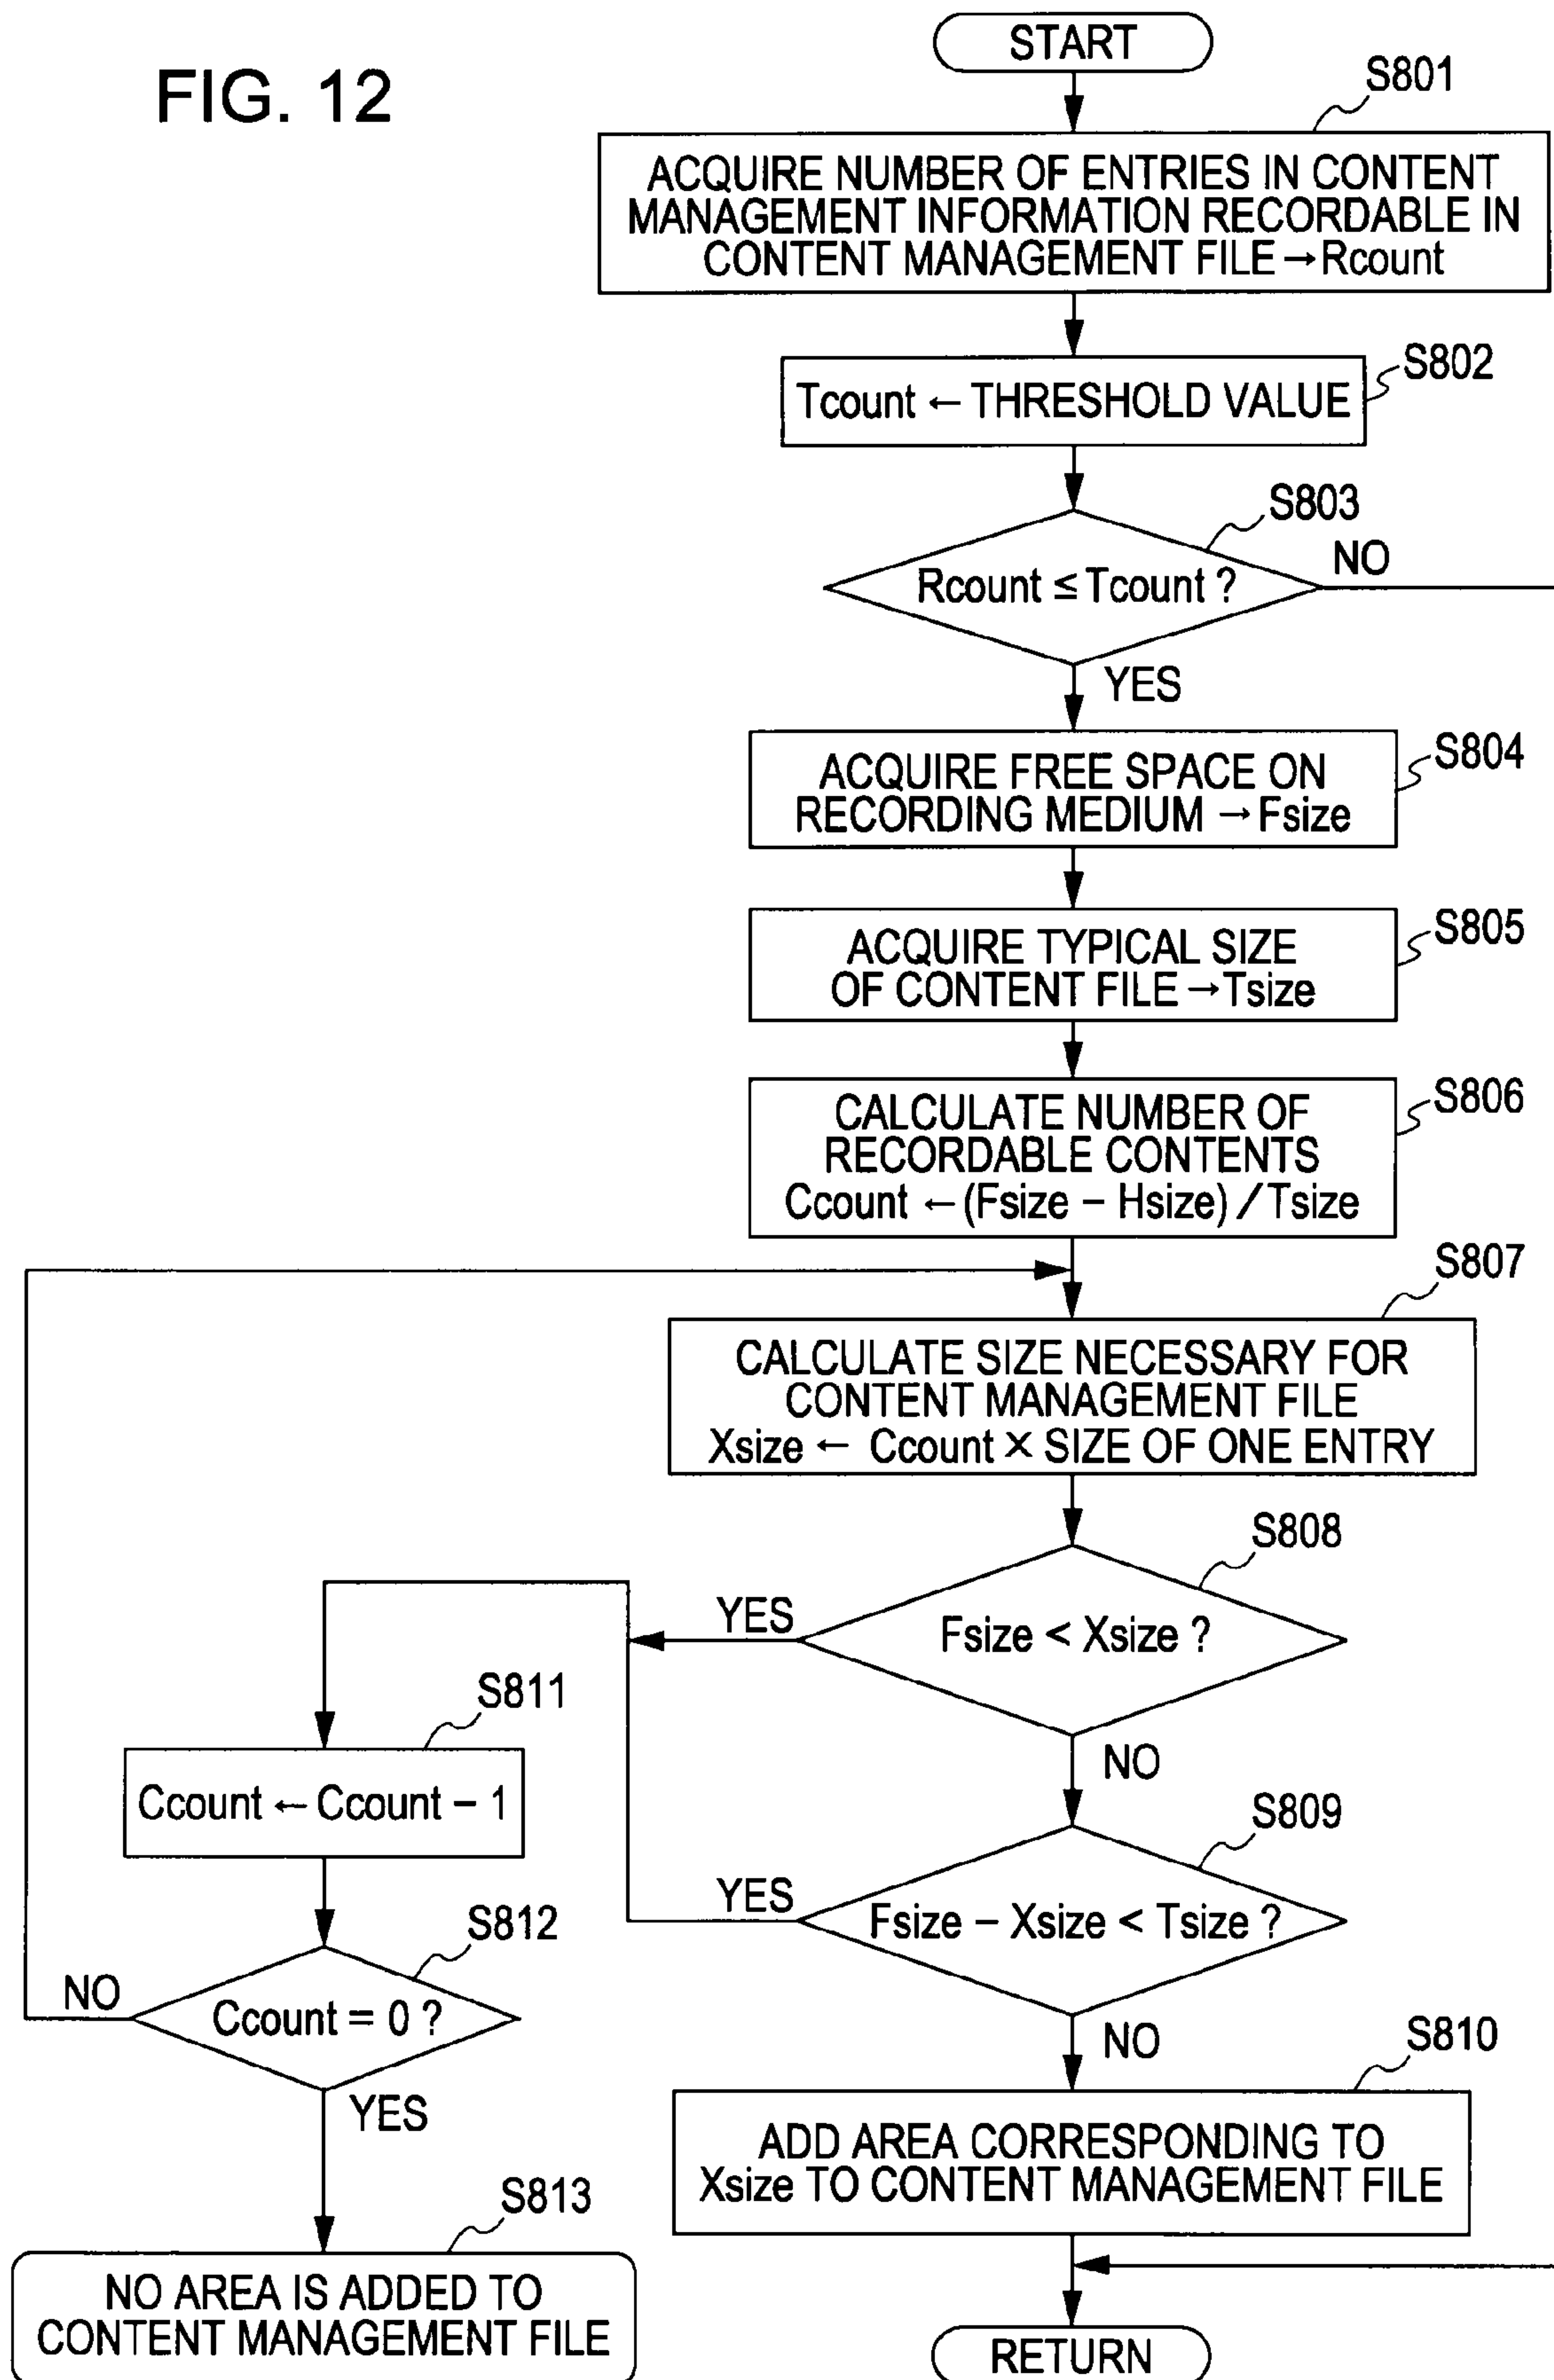 FIG. 12
START
S801
ACQUIRE NUMBER OF ENTRIES IN CONTENT
MANAGEMENT INFORMATION RECORDABLE IN
CONTENT MANAGEMENT FILE → Rcount
S802
Tcount ← THRESHOLD VALUE
S803
Rcount ≤ Tcount ?
NO
YES
S804
ACQUIRE FREE SPACE ON
RECORDING MEDIUM → Fsize
S805
ACQUIRE TYPICAL SIZE
OF CONTENT FILE → Tsize
S806
CALCULATE NUMBER OF
RECORDABLE CONTENTS
Ccount ← (Fsize – Hsize) / Tsize
S807
CALCULATE SIZE NECESSARY FOR
CONTENT MANAGEMENT FILE
Xsize ← Ccount × SIZE OF ONE ENTRY
S808
Fsize < Xsize ?
YES
NO
S811
Ccount ← Ccount – 1
S809
Fsize – Xsize < Tsize ?
YES
NO
S812
Ccount = 0 ?
NO
YES
S810
ADD AREA CORRESPONDING TO
Xsize TO CONTENT MANAGEMENT FILE
S813
NO AREA IS ADDED TO
CONTENT MANAGEMENT FILE
RETURN